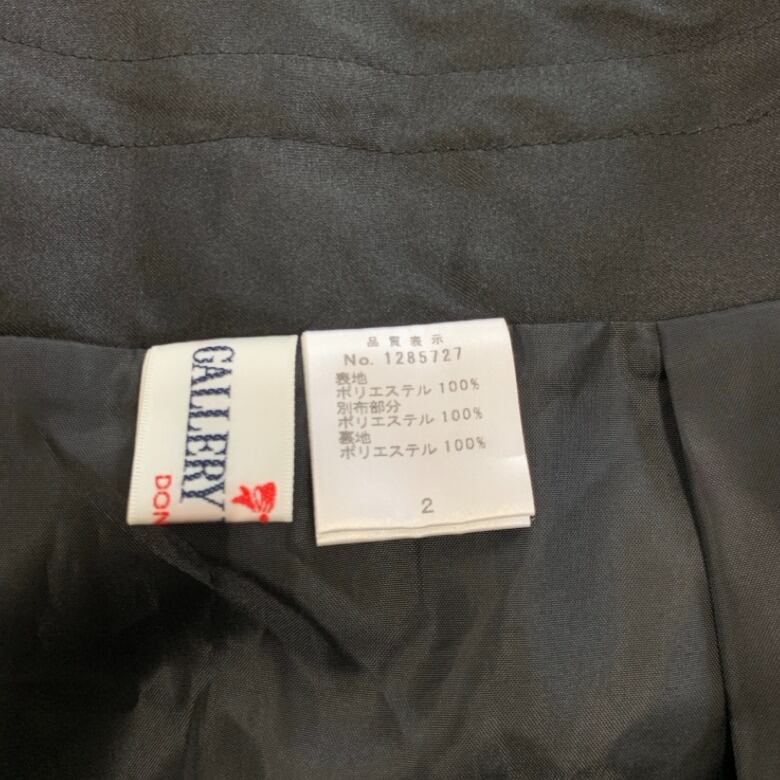 GALLERY
DON
品質表示
No. 1285727
表地
ポリエステル 100%
別布部分
ポリエステル 100%
裏地
ポリエステル 100%
2